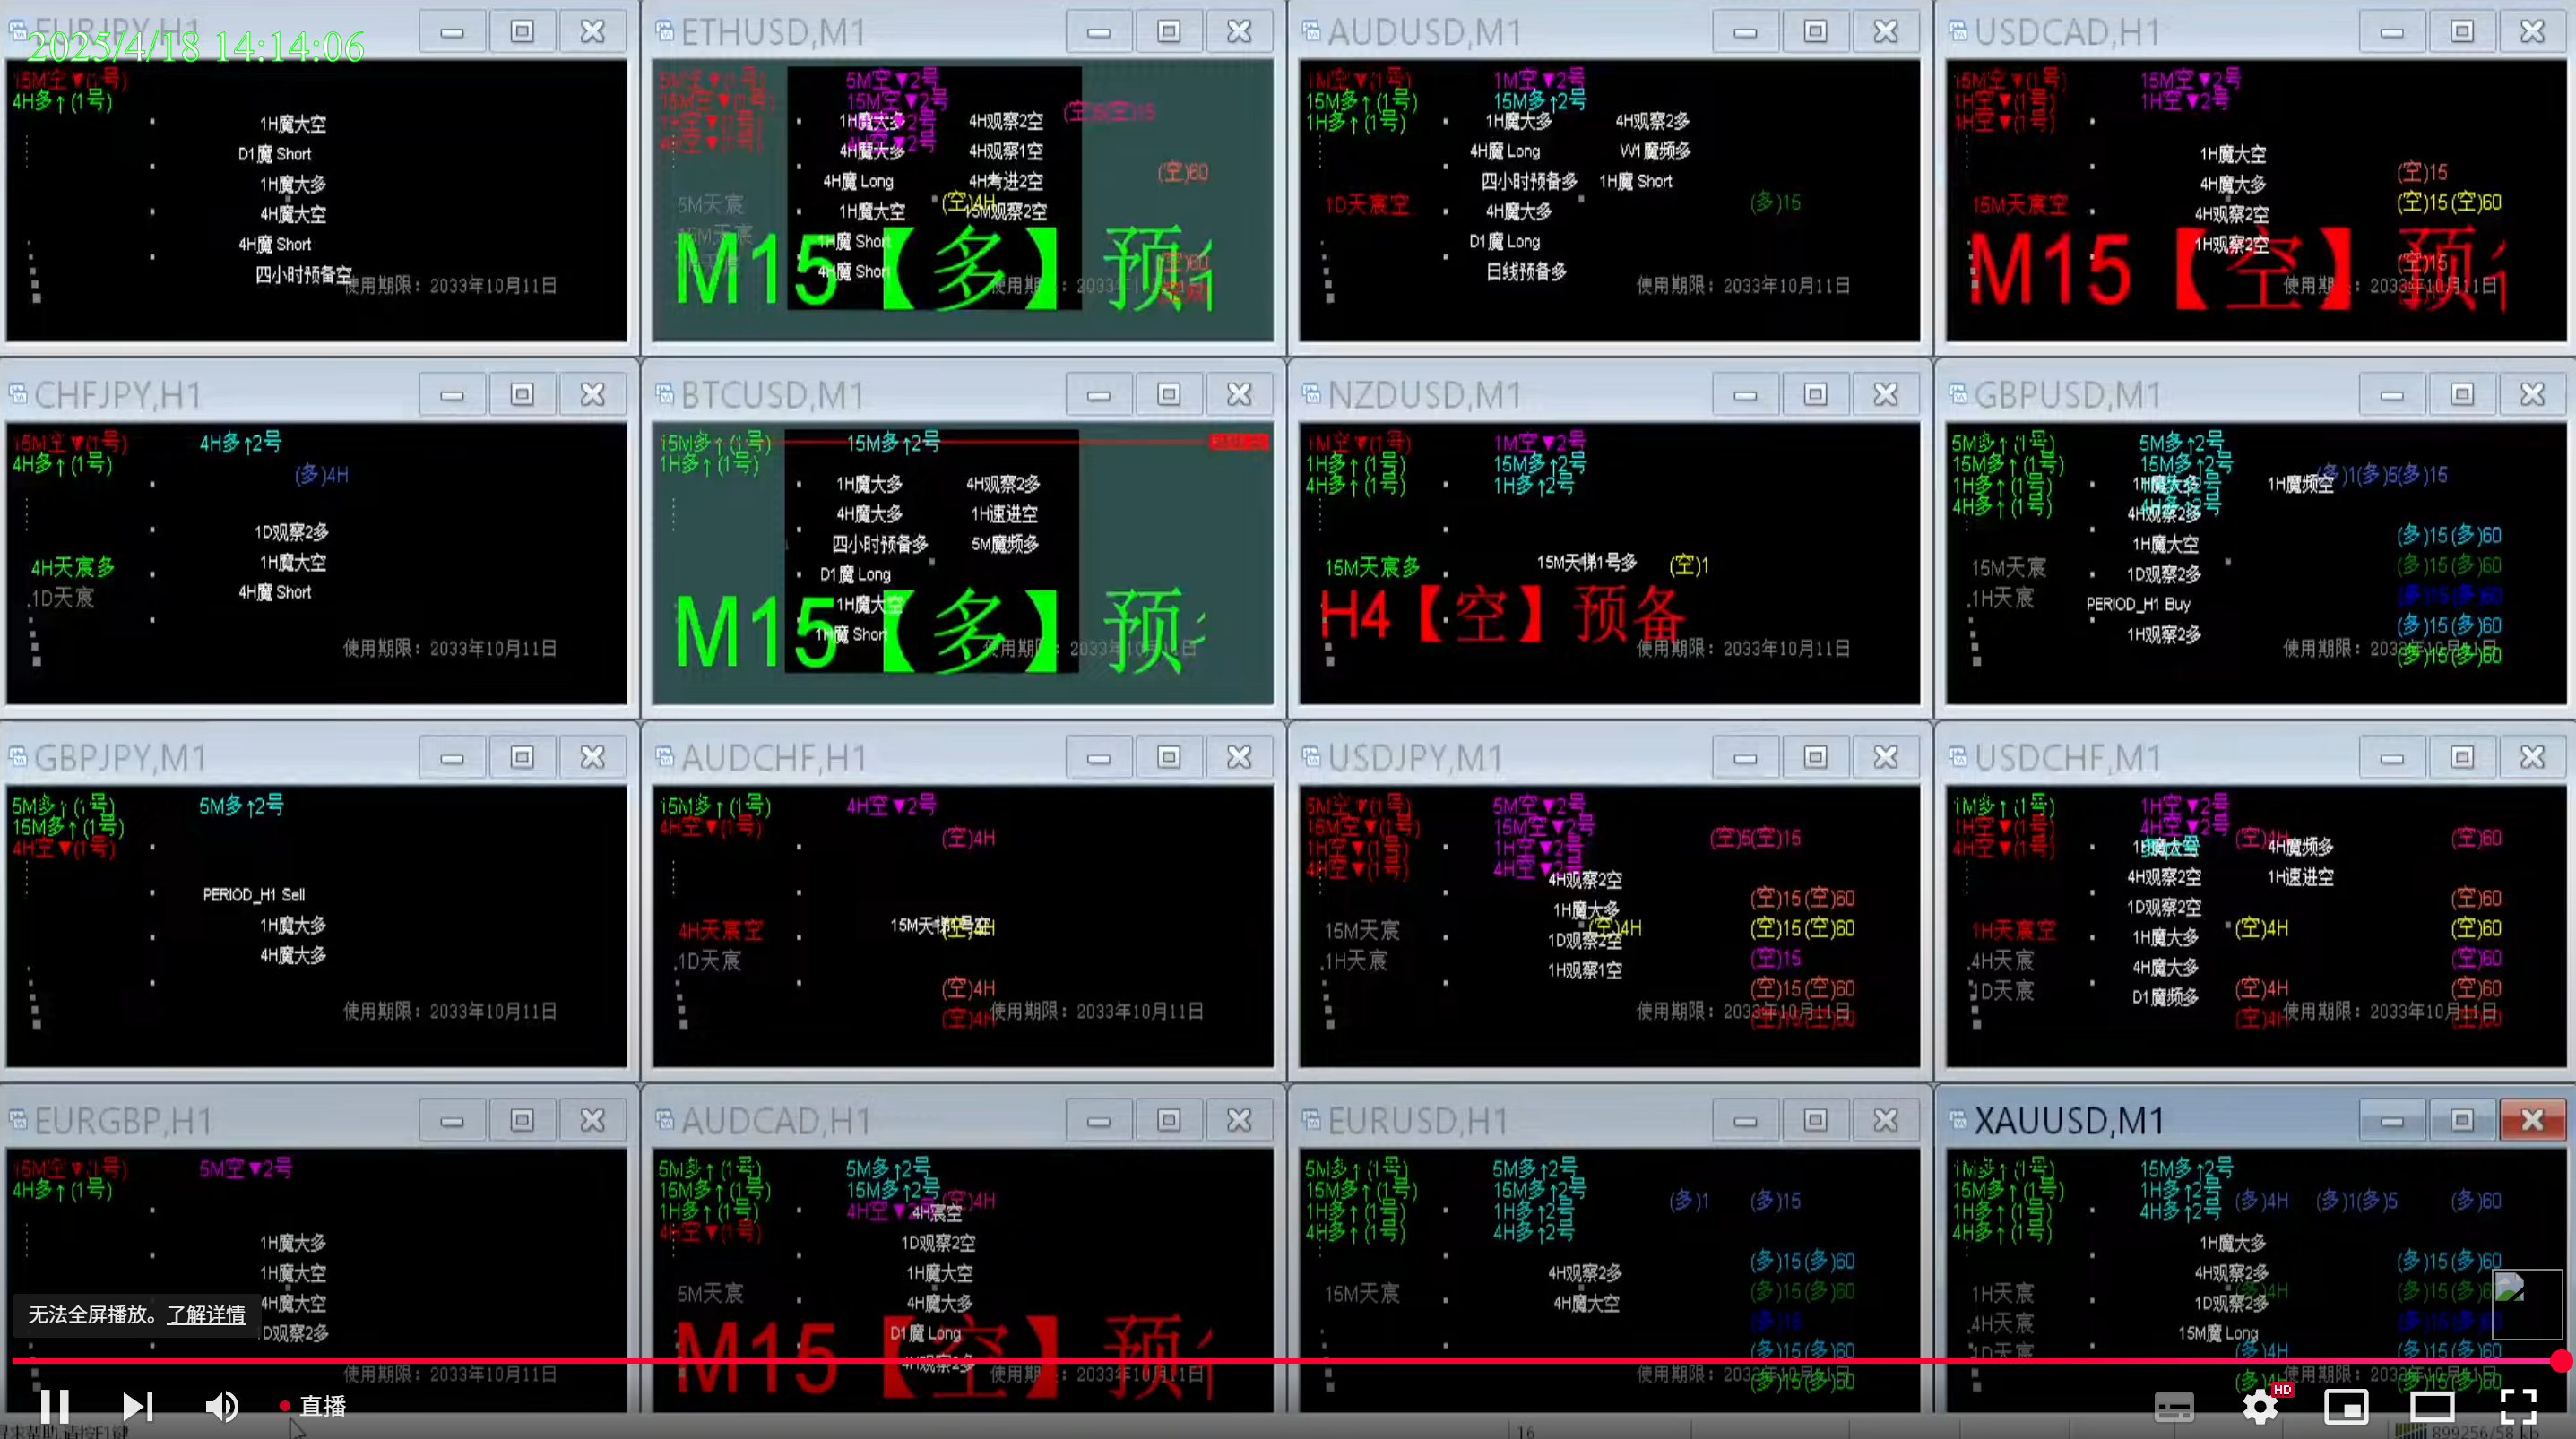 EURJPY,H1
2025/4/18 14:14:06
15M空▼(1号)
4H多↑(1号)
1H魔大空
D1魔 Short
1H魔大多
4H魔大空
4H魔 Short
四小时预备空
使用期限：2033年10月11日
ETHUSD,M1
5M空▼(1号) 5M空▼2号
15M空▼(1号) 15M空▼2号
1H空▼(1号)
4H空▼(1号)
(空)5(空)15
1H魔大多 4H观察2空
4H魔大多 4H观察1空
4H魔 Long 4H考进2空
(空)60
5M天宸
1H魔大空 (空)4H 15M观察2空
15M天宸
1H魔 Short
4H魔 Short
(空)60
M15【多】预
AUDUSD,M1
1M空▼(1号) 1M空▼2号
15M多↑(1号) 15M多↑2号
1H多↑(1号)
1H魔大多 4H观察2多
4H魔 Long W1魔频多
四小时预备多 1H魔 Short
1D天宸空 4H魔大多 (多)15
D1魔 Long
日线预备多
使用期限：2033年10月11日
USDCAD,H1
15M空▼(1号) 15M空▼2号
1H空▼(1号) 1H空▼2号
4H空▼(1号)
1H魔大空
4H魔大多 (空)15
15M天宸空 4H观察2空 (空)15(空)60
1H观察2空
(空)15
M15【空】预
使用期限：2033年10月11日
CHFJPY,H1
15M空▼(1号) 4H多↑2号
4H多↑(1号)
(多)4H
1D观察2多
4H天宸多 1H魔大空
1D天宸 4H魔 Short
使用期限：2033年10月11日
BTCUSD,M1
15M多↑(1号) 15M多↑2号
1H多↑(1号)
1H魔大多 4H观察2多
4H魔大多 1H速进空
四小时预备多 5M魔频多
D1魔 Long
1H魔大空
1H魔 Short
M15【多】预
NZDUSD,M1
1M空▼(1号) 1M空▼2号
1H多↑(1号) 15M多↑2号
4H多↑(1号) 1H多↑2号
15M天宸多 15M天梯1号多 (空)1
H4【空】预备
使用期限：2033年10月11日
GBPUSD,M1
5M多↑(1号) 5M多↑2号
15M多↑(1号) 15M多↑2号
1H多↑(1号)
4H多↑(1号)
(多)1(多)5(多)15
1H魔大多 1H魔频空
4H观察2多
1H魔大空 (多)15(多)60
15M天宸 1D观察2多 (多)15(多)60
1H天宸 PERIOD_H1 Buy (多)15(多)60
1H观察2多 (多)15(多)60
(多)15(多)60
使用期限：2033年10月11日
GBPJPY,M1
5M多↑(1号) 5M多↑2号
15M多↑(1号)
4H空▼(1号)
PERIOD_H1 Sell
1H魔大多
4H魔大多
使用期限：2033年10月11日
AUDCHF,H1
15M多↑(1号) 4H空▼2号
4H空▼(1号)
(空)4H
4H天宸空 15M天梯1号空 (空)4H
1D天宸
(空)4H
(空)4H
使用期限：2033年10月11日
USDJPY,M1
5M空▼(1号) 5M空▼2号
15M空▼(1号) 15M空▼2号
1H空▼(1号) 1H空▼2号
4H空▼(1号) 4H空▼2号
(空)5(空)15
4H观察2空
1H魔大多 (空)15(空)60
15M天宸 (空)4H (空)15(空)60
1D观察2空
1H天宸 1H观察1空 (空)15
(空)15(空)60
使用期限：2033年10月11日
USDCHF,M1
1M多↑(1号) 1H空▼2号
1H空▼(1号) 4H空▼2号
4H空▼(1号)
(空)4H (空)60
1H魔大空 4H魔频多
4H观察2空 1H速进空
1D观察2空 (空)60
1H天宸空 1H魔大多 (空)4H (空)60
4H天宸 4H魔大多 (空)60
1D天宸 D1魔频多 (空)4H (空)60
(空)4H (空)60
使用期限：2033年10月11日
EURGBP,H1
15M空▼(1号) 5M空▼2号
4H多↑(1号)
1H魔大多
1H魔大空
4H魔大空
1D观察2多
使用期限：2033年10月11日
AUDCAD,H1
5M多↑(1号) 5M多↑2号
15M多↑(1号) 15M多↑2号
1H多↑(1号) 4H空▼2号
4H空▼(1号)
(空)4H
4H宸空
1D观察2空
1H魔大空
5M天宸 4H魔大多
D1魔 Long
4H观察2多
M15【空】预
使用期限：2033年10月11日
EURUSD,H1
5M多↑(1号) 5M多↑2号
15M多↑(1号) 15M多↑2号
1H多↑(1号) 1H多↑2号
4H多↑(1号) 4H多↑2号
(多)1 (多)15
4H观察2多 (多)15(多)60
15M天宸 4H魔大空 (多)15(多)60
(多)15
(多)15(多)60
(多)15(多)60
使用期限：2033年10月11日
XAUUSD,M1
1M多↑(1号) 15M多↑2号
15M多↑(1号) 1H多↑2号
1H多↑(1号) 4H多↑2号
4H多↑(1号)
(多)4H (多)1(多)5 (多)60
1H魔大多
4H观察2多 (多)15(多)60
1H天宸 1D观察2多
4H天宸 15M魔 Long
1D天宸 (多)4H (多)15(多)60
使用期限：2033年10月11日
无法全屏播放。了解详情
直播
HD
16